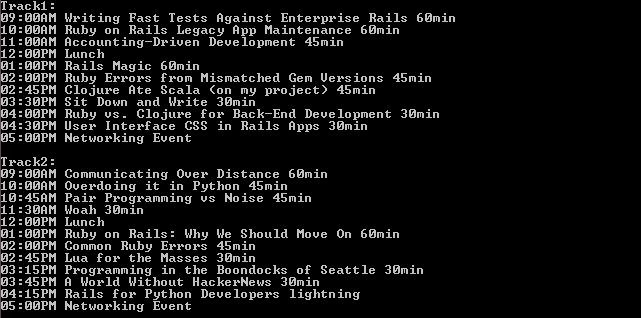 Track1:
09:00AM Writing Fast Tests Against Enterprise Rails 60min
10:00AM Ruby on Rails Legacy App Maintenance 60min
11:00AM Accounting-Driven Development 45min
12:00PM Lunch
01:00PM Rails Magic 60min
02:00PM Ruby Errors from Mismatched Gem Versions 45min
02:45PM Clojure Ate Scala (on my project) 45min
03:30PM Sit Down and Write 30min
04:00PM Ruby vs. Clojure for Back-End Development 30min
04:30PM User Interface CSS in Rails Apps 30min
05:00PM Networking Event
Track2:
09:00AM Communicating Over Distance 60min
10:00AM Overdoing it in Python 45min
10:45AM Pair Programming vs Noise 45min
11:30AM Woah 30min
12:00PM Lunch
01:00PM Ruby on Rails: Why We Should Move On 60min
02:00PM Common Ruby Errors 45min
02:45PM Lua for the Masses 30min
03:15PM Programming in the Boondocks of Seattle 30min
03:45PM A World Without HackerNews 30min
04:15PM Rails for Python Developers lightning
05:00PM Networking Event